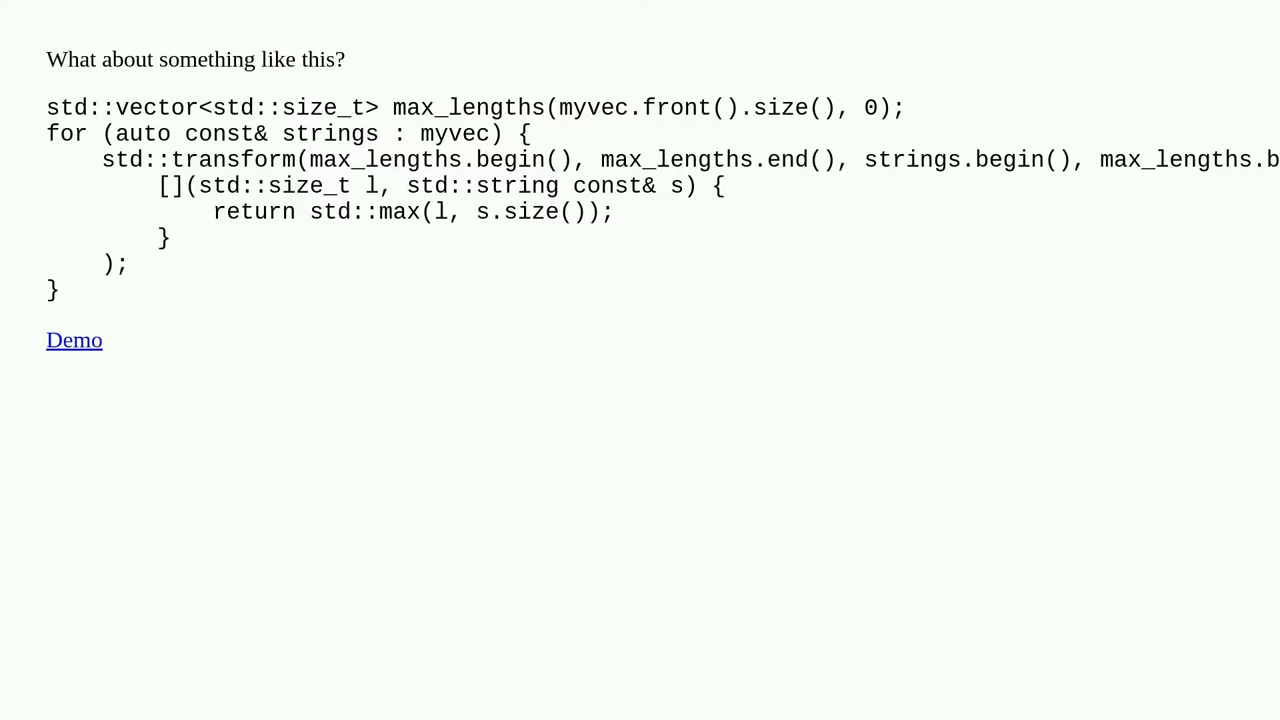 What about something like this?
std::vector<std::size_t> max_lengths(myvec.front().size(), 0);
for (auto const& strings : myvec) {
    std::transform(max_lengths.begin(), max_lengths.end(), strings.begin(), max_lengths.b
        [](std::size_t l, std::string const& s) {
            return std::max(l, s.size());
        }
    );
}
Demo